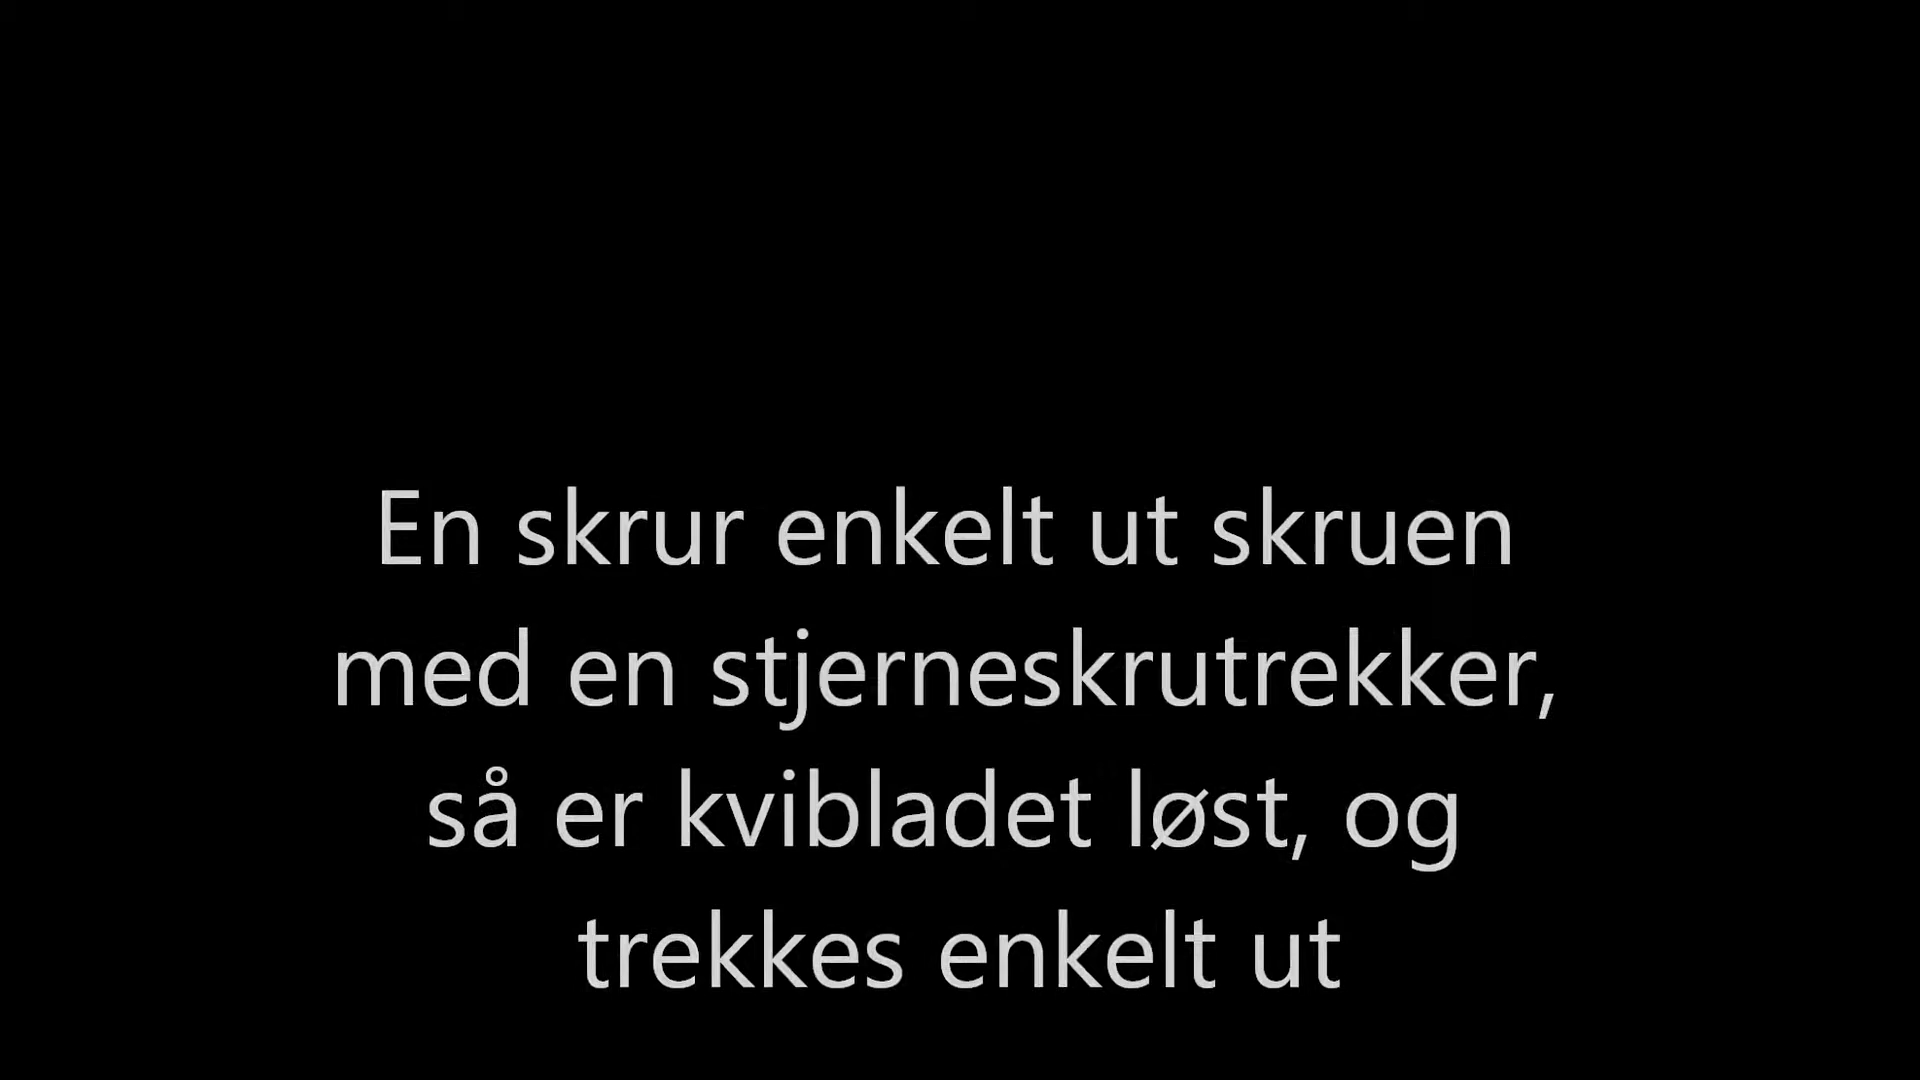 En skrur enkelt ut skruen
med en stjerneskrutrekker,
så er kvibladet løst, og
trekkes enkelt ut